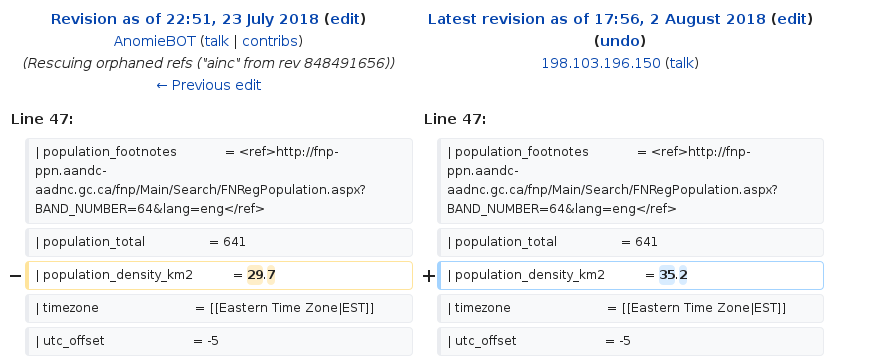 Revision as of 22:51, 23 July 2018 (edit)
AnomieBOT (talk | contribs)
(Rescuing orphaned refs ("ainc" from rev 848491656))
← Previous edit
Latest revision as of 17:56, 2 August 2018 (edit)
(undo)
198.103.196.150 (talk)
Line 47:
| population_footnotes = <ref>http://fnp-
ppn.aandc-
aadnc.gc.ca/fnp/Main/Search/FNRegPopulation.aspx?
BAND_NUMBER=64&lang=eng</ref>
| population_total = 641
− | population_density_km2 = 29.7
| timezone = [[Eastern Time Zone|EST]]
| utc_offset = -5
Line 47:
| population_footnotes = <ref>http://fnp-
ppn.aandc-
aadnc.gc.ca/fnp/Main/Search/FNRegPopulation.aspx?
BAND_NUMBER=64&lang=eng</ref>
| population_total = 641
+ | population_density_km2 = 35.2
| timezone = [[Eastern Time Zone|EST]]
| utc_offset = -5